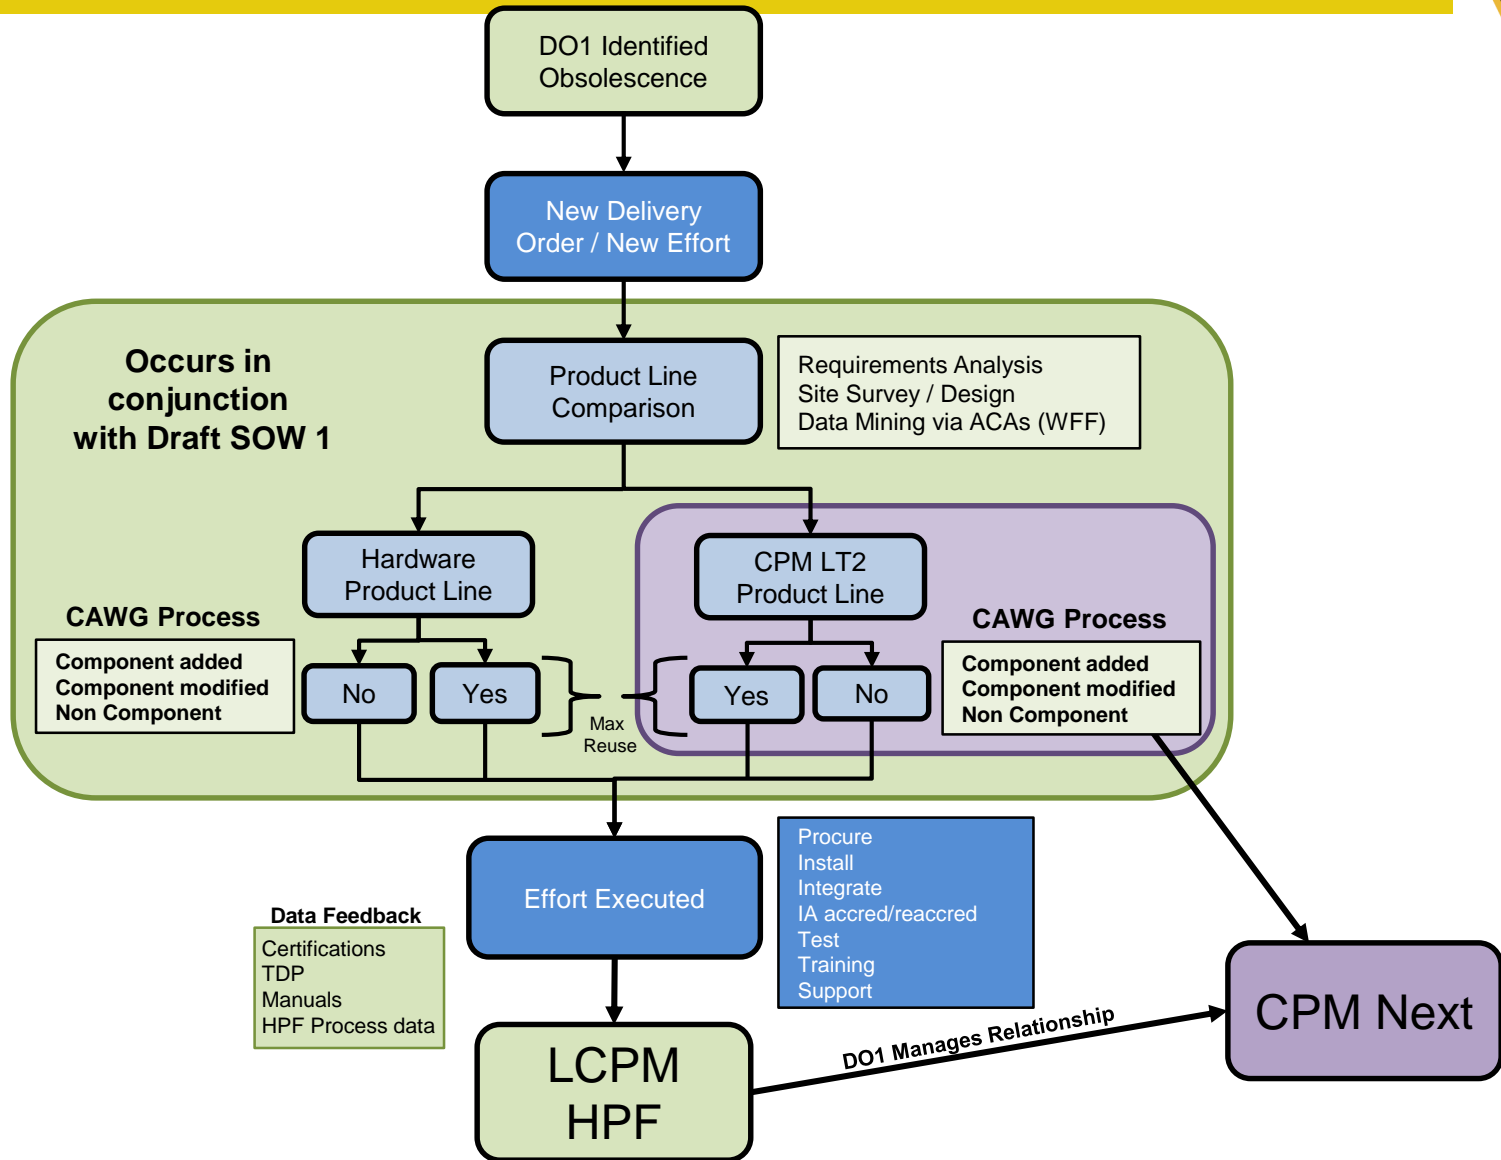 DO1 Identified
Obsolescence
New Delivery
Order / New Effort
Occurs in
conjunction
with Draft SOW 1
Product Line
Comparison
Requirements Analysis
Site Survey / Design
Data Mining via ACAs (WFF)
Hardware
Product Line
CPM LT2
Product Line
CAWG Process
Component added
Component modified
Non Component
No
Yes
Max
Reuse
Yes
No
CAWG Process
Component added
Component modified
Non Component
Effort Executed
Procure
Install
Integrate
IA accred/reaccred
Test
Training
Support
Data Feedback
Certifications
TDP
Manuals
HPF Process data
LCPM
HPF
DO1 Manages Relationship
CPM Next